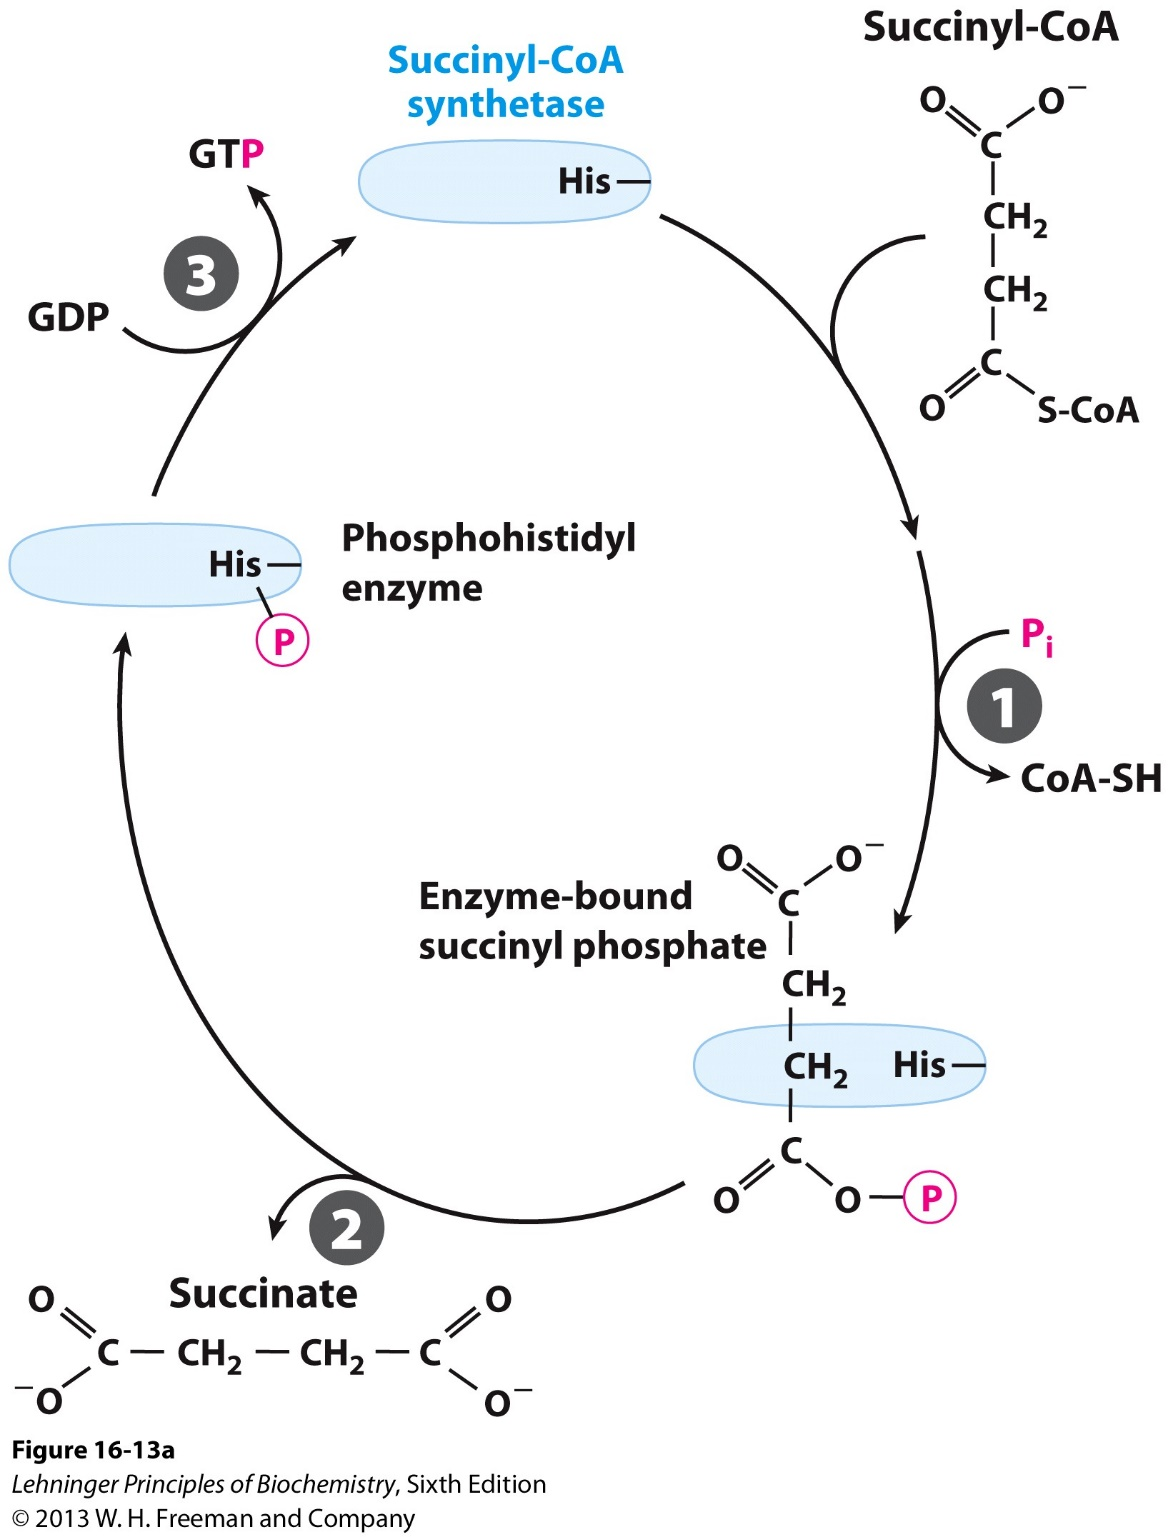 Succinyl-CoA
O
O⁻
C
CH₂
CH₂
C
O
S-CoA
Succinyl-CoA
synthetase
His
GTP
3
GDP
His
P
Phosphohistidyl
enzyme
Pᵢ
1
CoA-SH
O
O⁻
C
Enzyme-bound
succinyl phosphate
CH₂
CH₂
His
C
O
O
P
2
Succinate
O
O
C
CH₂
CH₂
C
⁻O
O⁻
Figure 16-13a
Lehninger Principles of Biochemistry, Sixth Edition
© 2013 W. H. Freeman and Company